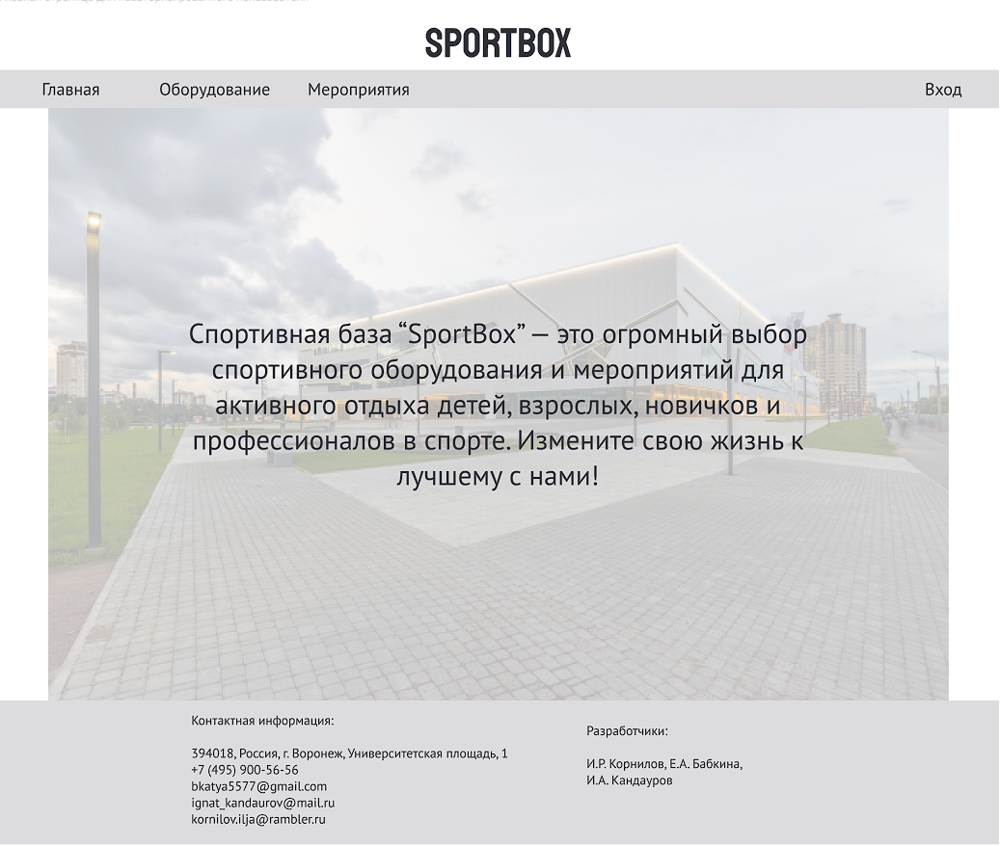 SPORTBOX
Главная Оборудование Мероприятия Вход
Спортивная база “SportBox” — это огромный выбор
спортивного оборудования и мероприятий для
активного отдыха детей, взрослых, новичков и
профессионалов в спорте. Измените свою жизнь к
лучшему с нами!
Контактная информация:
394018, Россия, г. Воронеж, Университетская площадь, 1
+7 (495) 900-56-56
bkatya5577@gmail.com
ignat_kandaurov@mail.ru
kornilov.ilja@rambler.ru
Разработчики:
И.Р. Корнилов, Е.А. Бабкина,
И.А. Кандауров